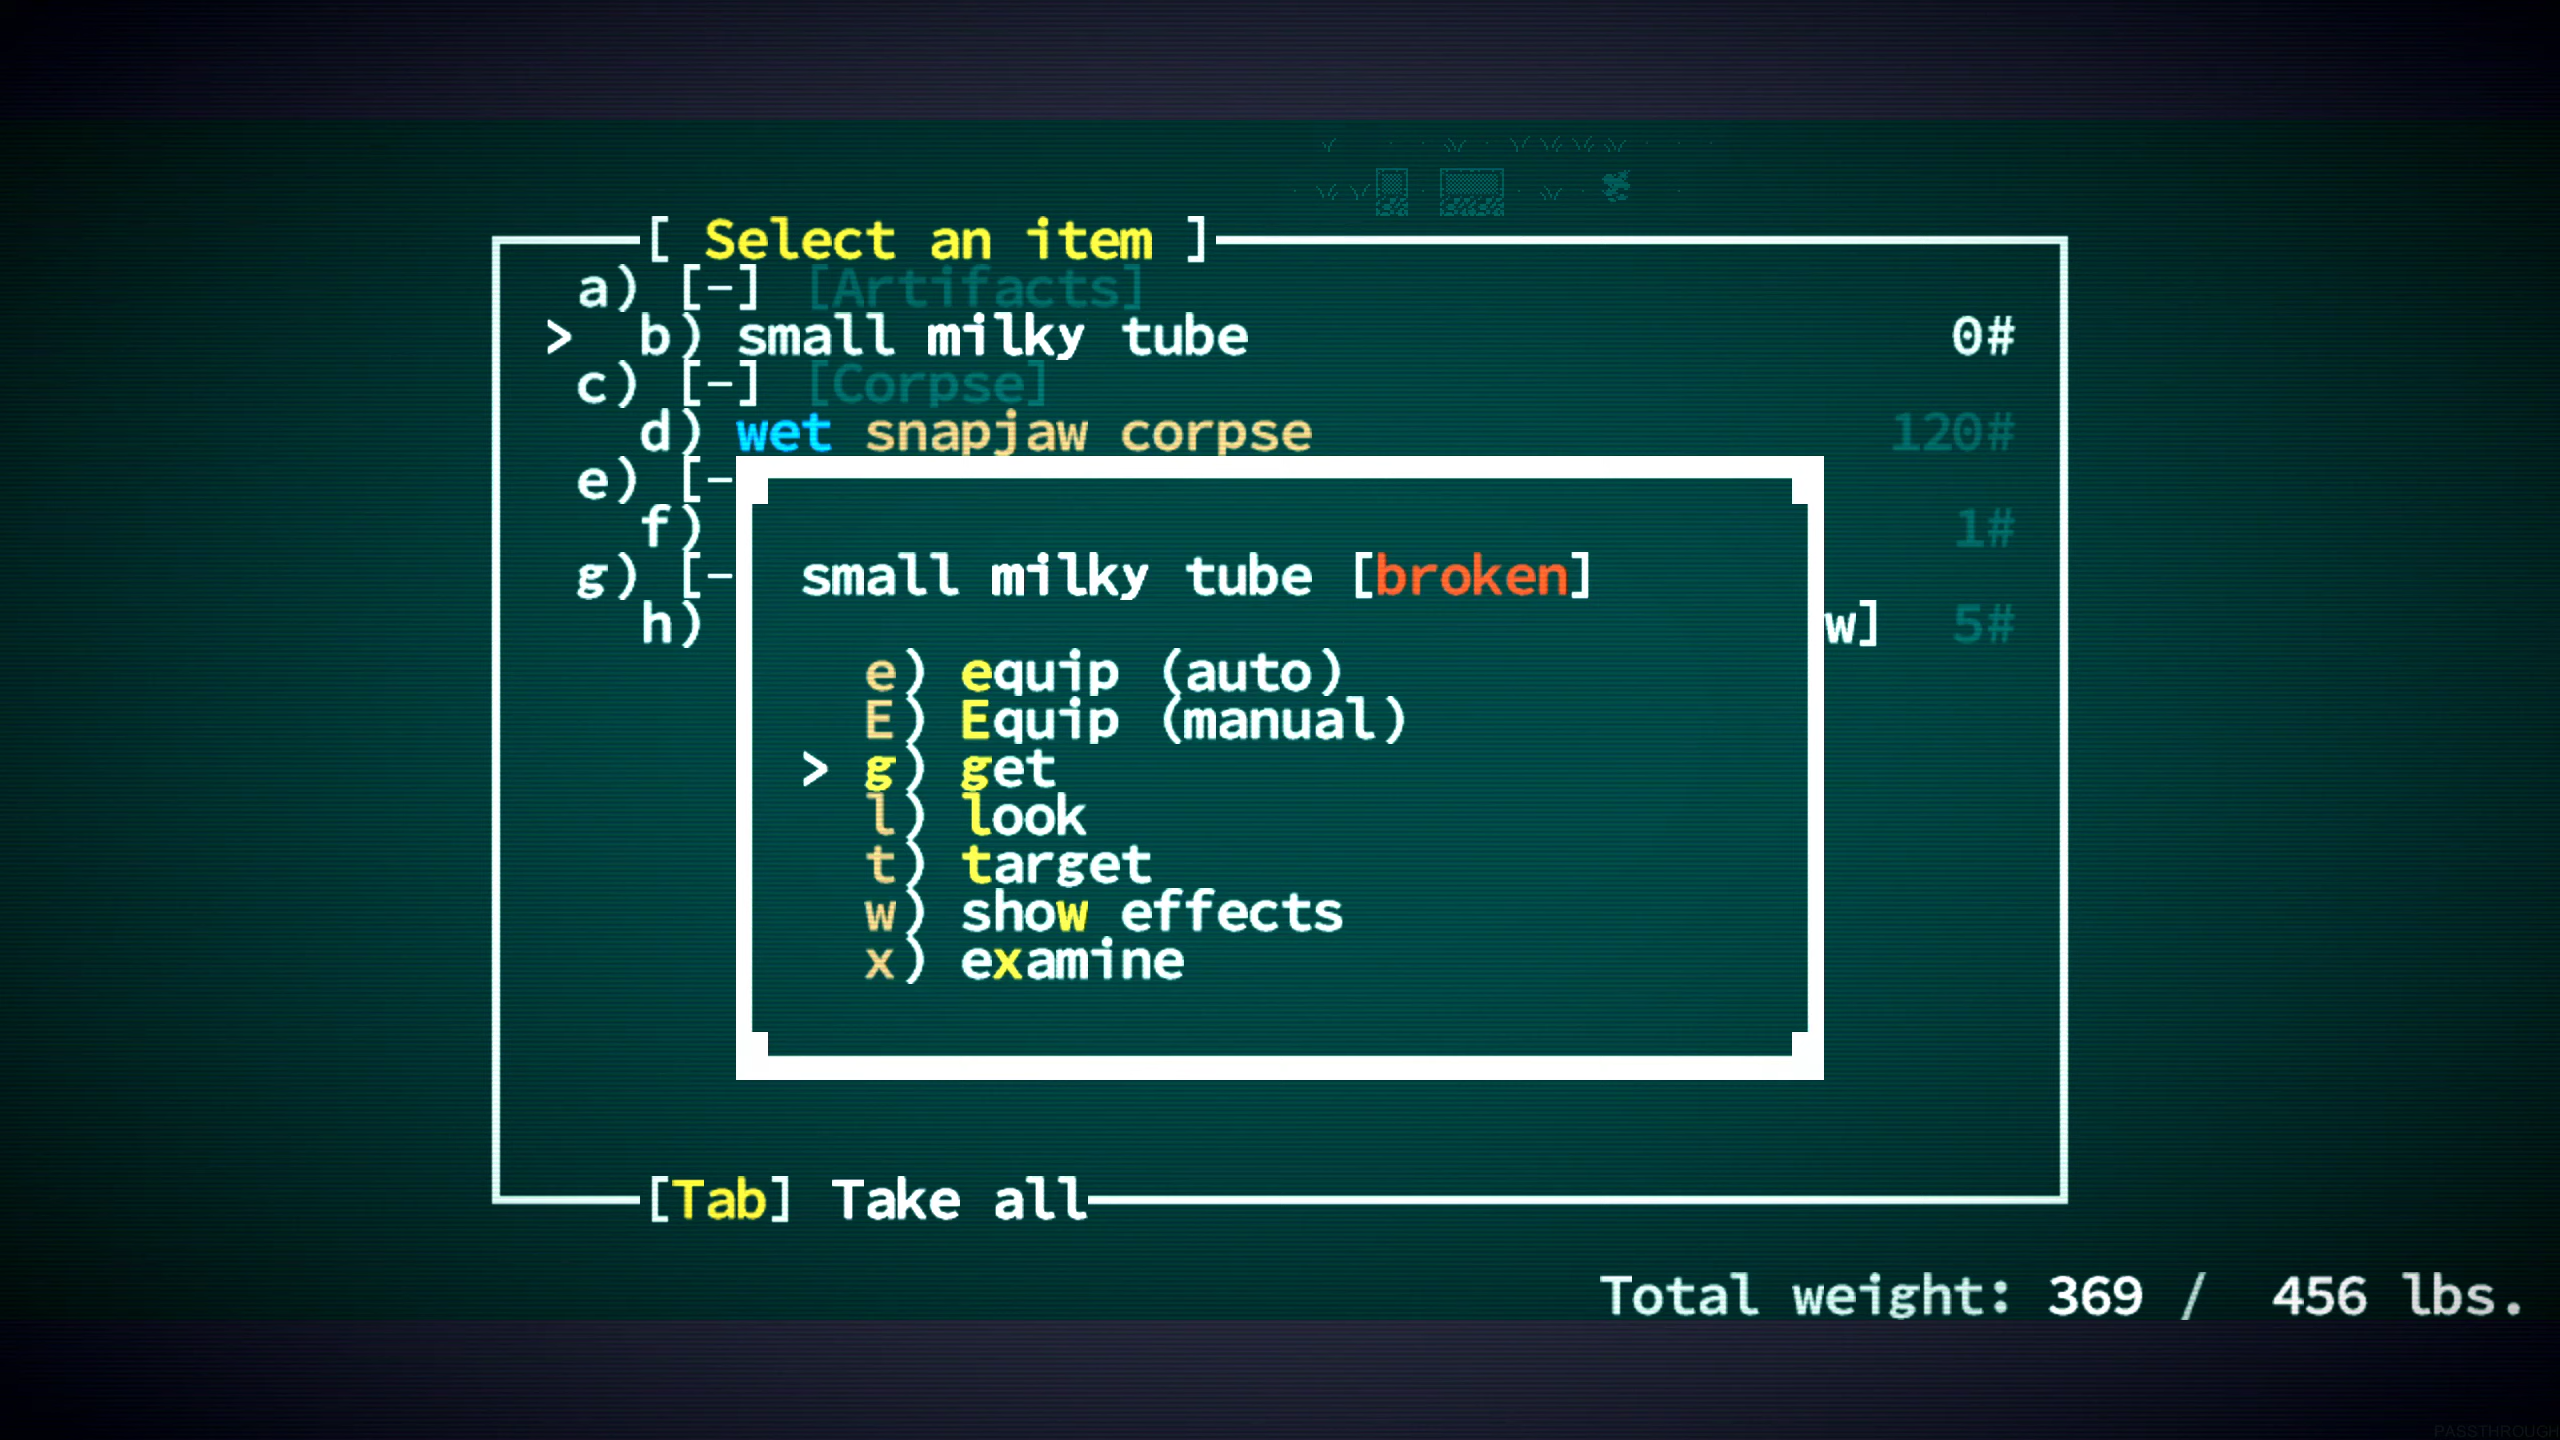 [ Select an item ]
a) [-] [Artifacts]
> b) small milky tube 0#
c) [-] [Corpse]
d) wet snapjaw corpse 120#
e) [-
f) 1#
g) [-
h) w] 5#
small milky tube [broken]
e) equip (auto)
E) Equip (manual)
> g) get
l) look
t) target
w) show effects
x) examine
[Tab] Take all
Total weight: 369 / 456 lbs.
PASSTHROUGH